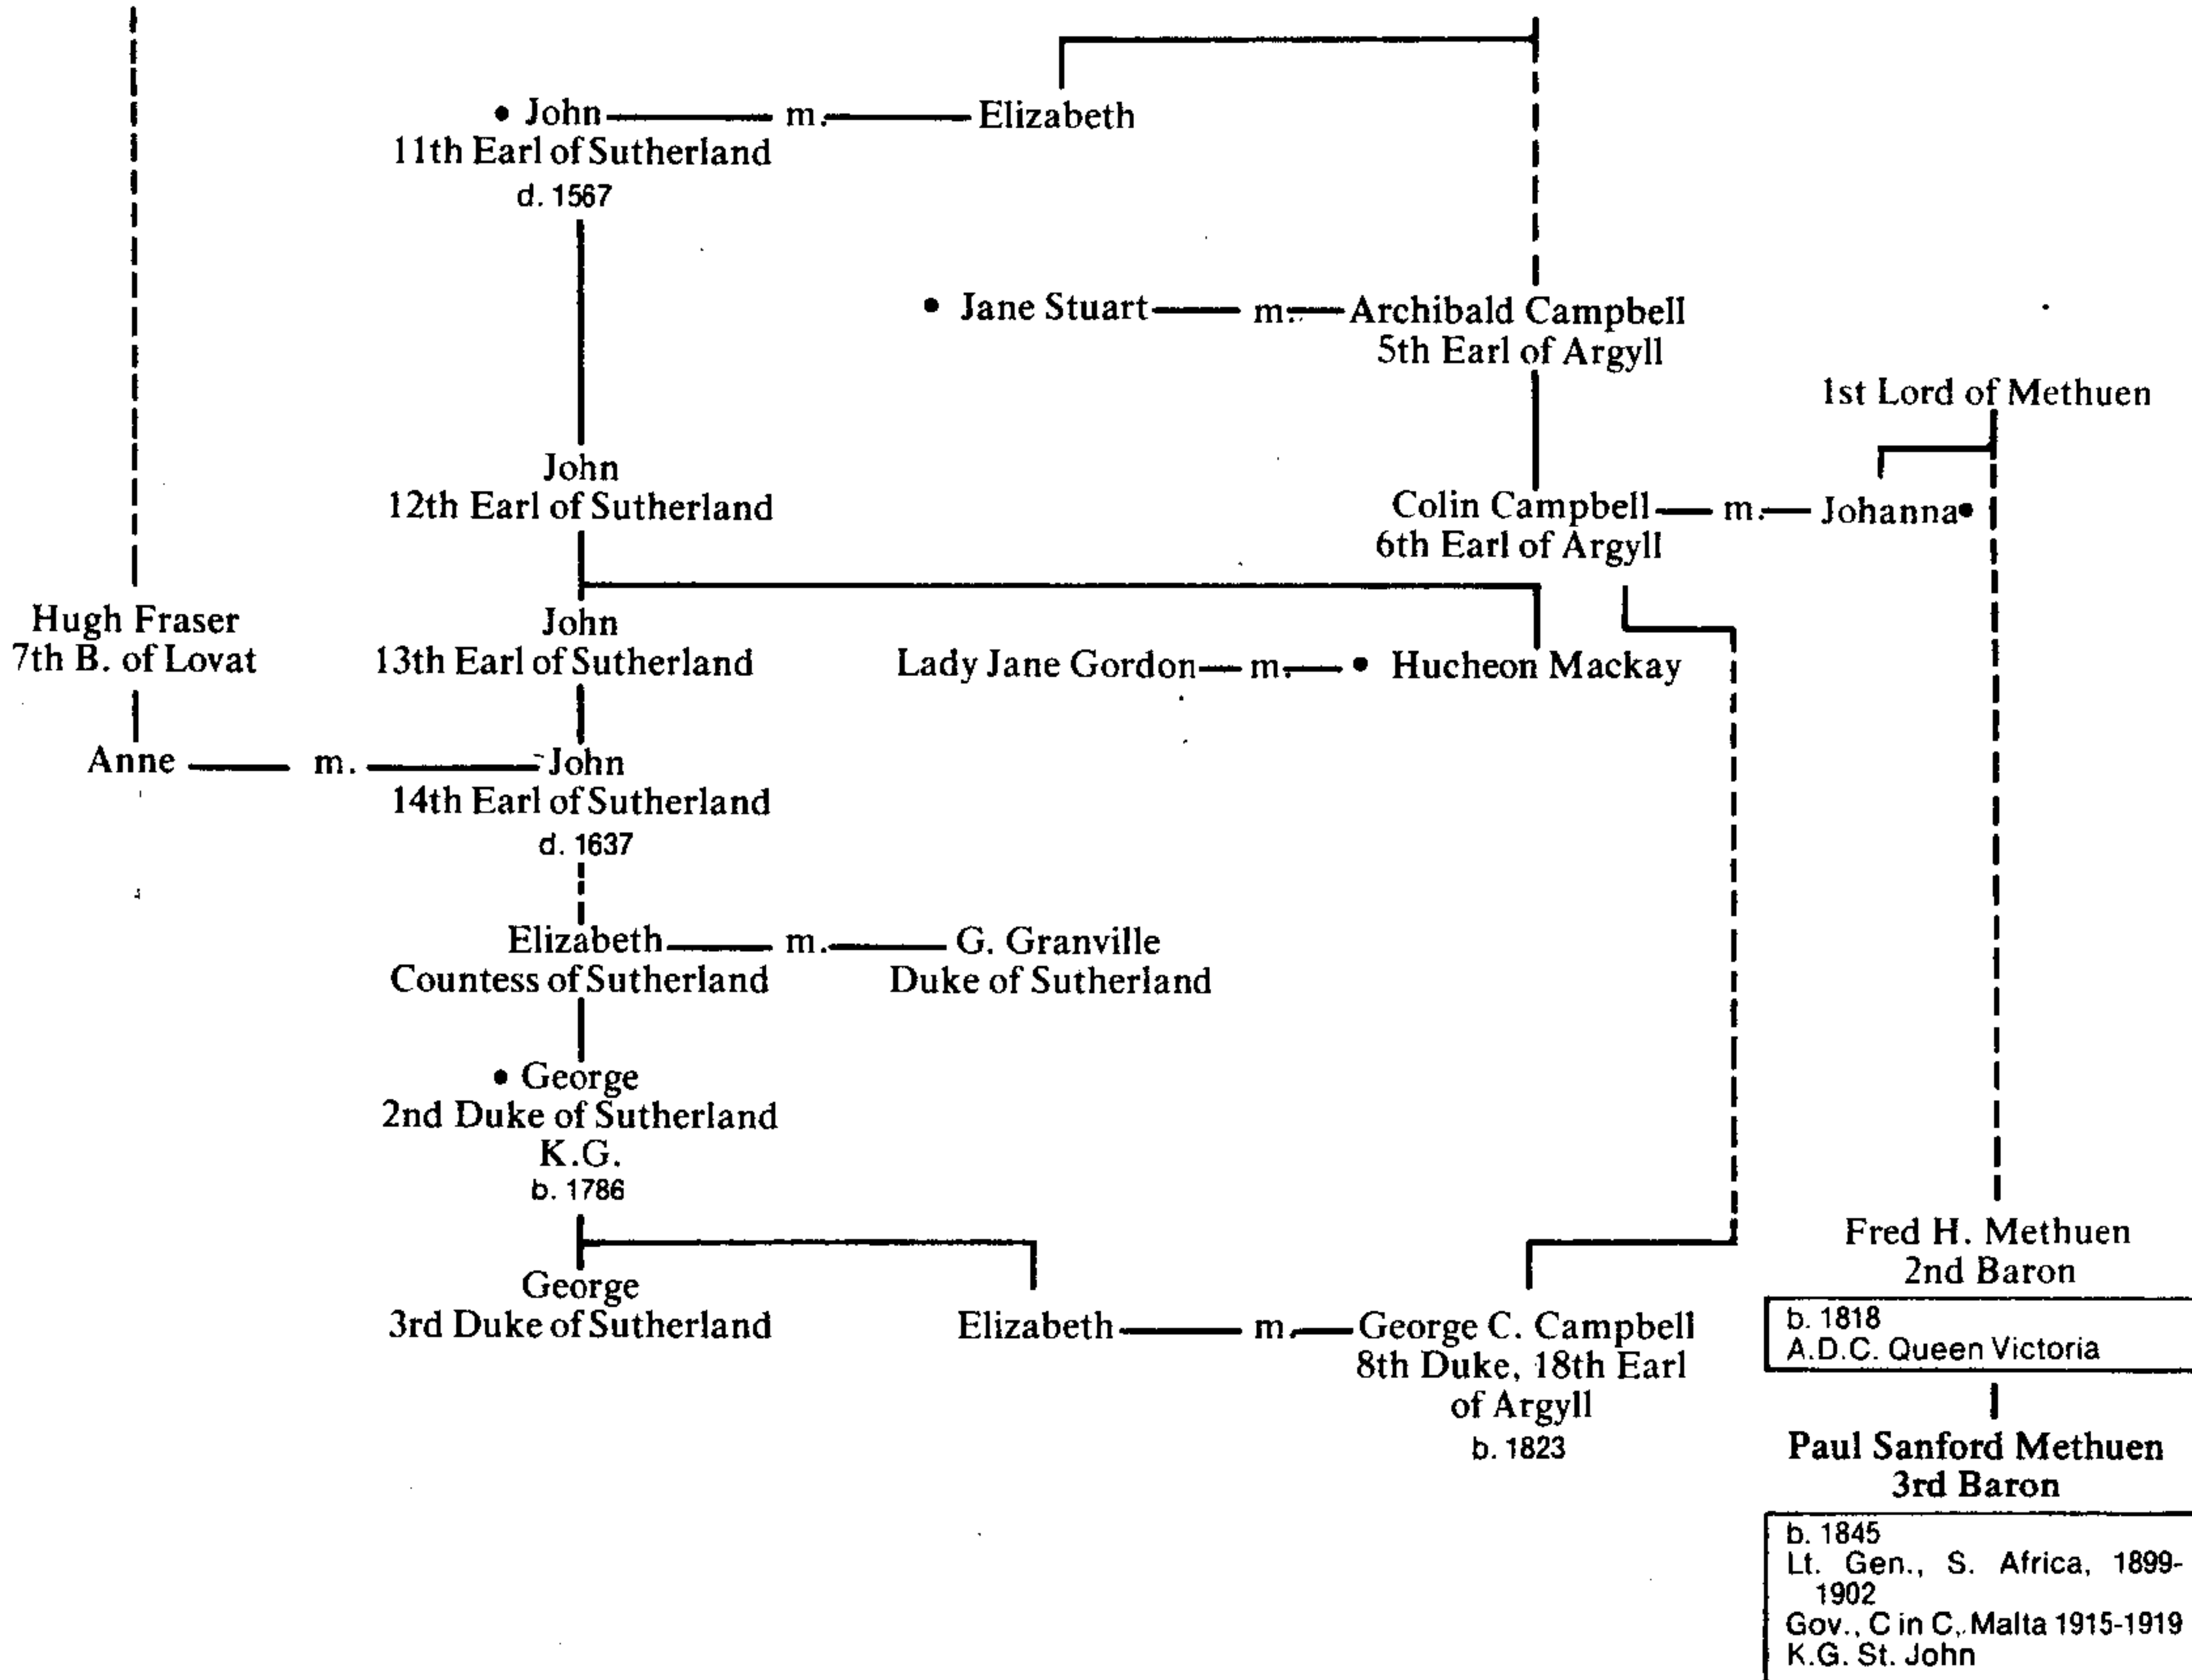 • John m. Elizabeth
11th Earl of Sutherland
d. 1567
• Jane Stuart m. Archibald Campbell
5th Earl of Argyll
1st Lord of Methuen
John
12th Earl of Sutherland
Colin Campbell m. Johanna •
6th Earl of Argyll
Hugh Fraser
7th B. of Lovat
John
13th Earl of Sutherland
Lady Jane Gordon m. • Hucheon Mackay
Anne m. John
14th Earl of Sutherland
d. 1637
Elizabeth m. G. Granville
Countess of Sutherland Duke of Sutherland
• George
2nd Duke of Sutherland
K.G.
b. 1786
George
3rd Duke of Sutherland
Elizabeth m. George C. Campbell
8th Duke, 18th Earl
of Argyll
b. 1823
Fred H. Methuen
2nd Baron
b. 1818
A.D.C. Queen Victoria
Paul Sanford Methuen
3rd Baron
b. 1845
Lt. Gen., S. Africa, 1899-
1902
Gov., C in C, Malta 1915-1919
K.G. St. John